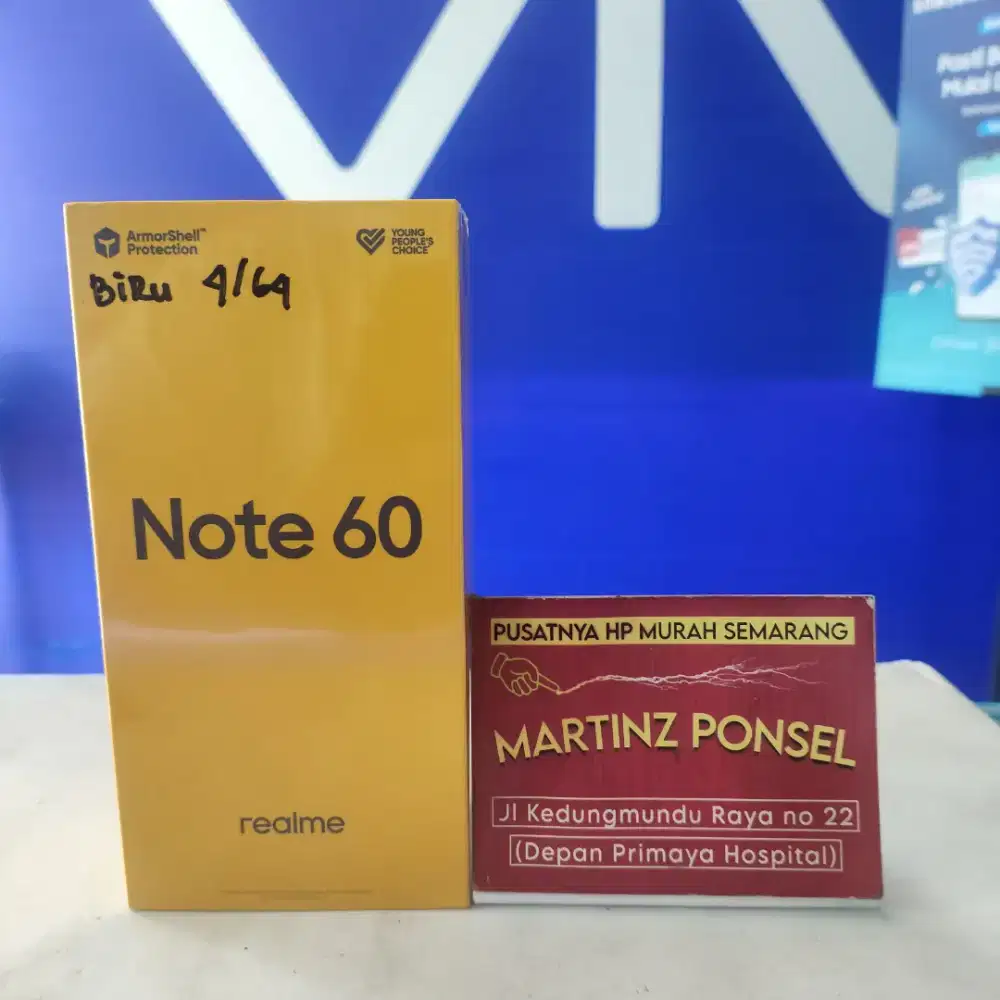 ArmorShell™
Protection
YOUNG
PEOPLE'S
CHOICE
BiRu 4/64
Note 60
realme
PUSATNYA HP MURAH SEMARANG
MARTINZ PONSEL
Jl Kedungmundu Raya no 22
(Depan Primaya Hospital)